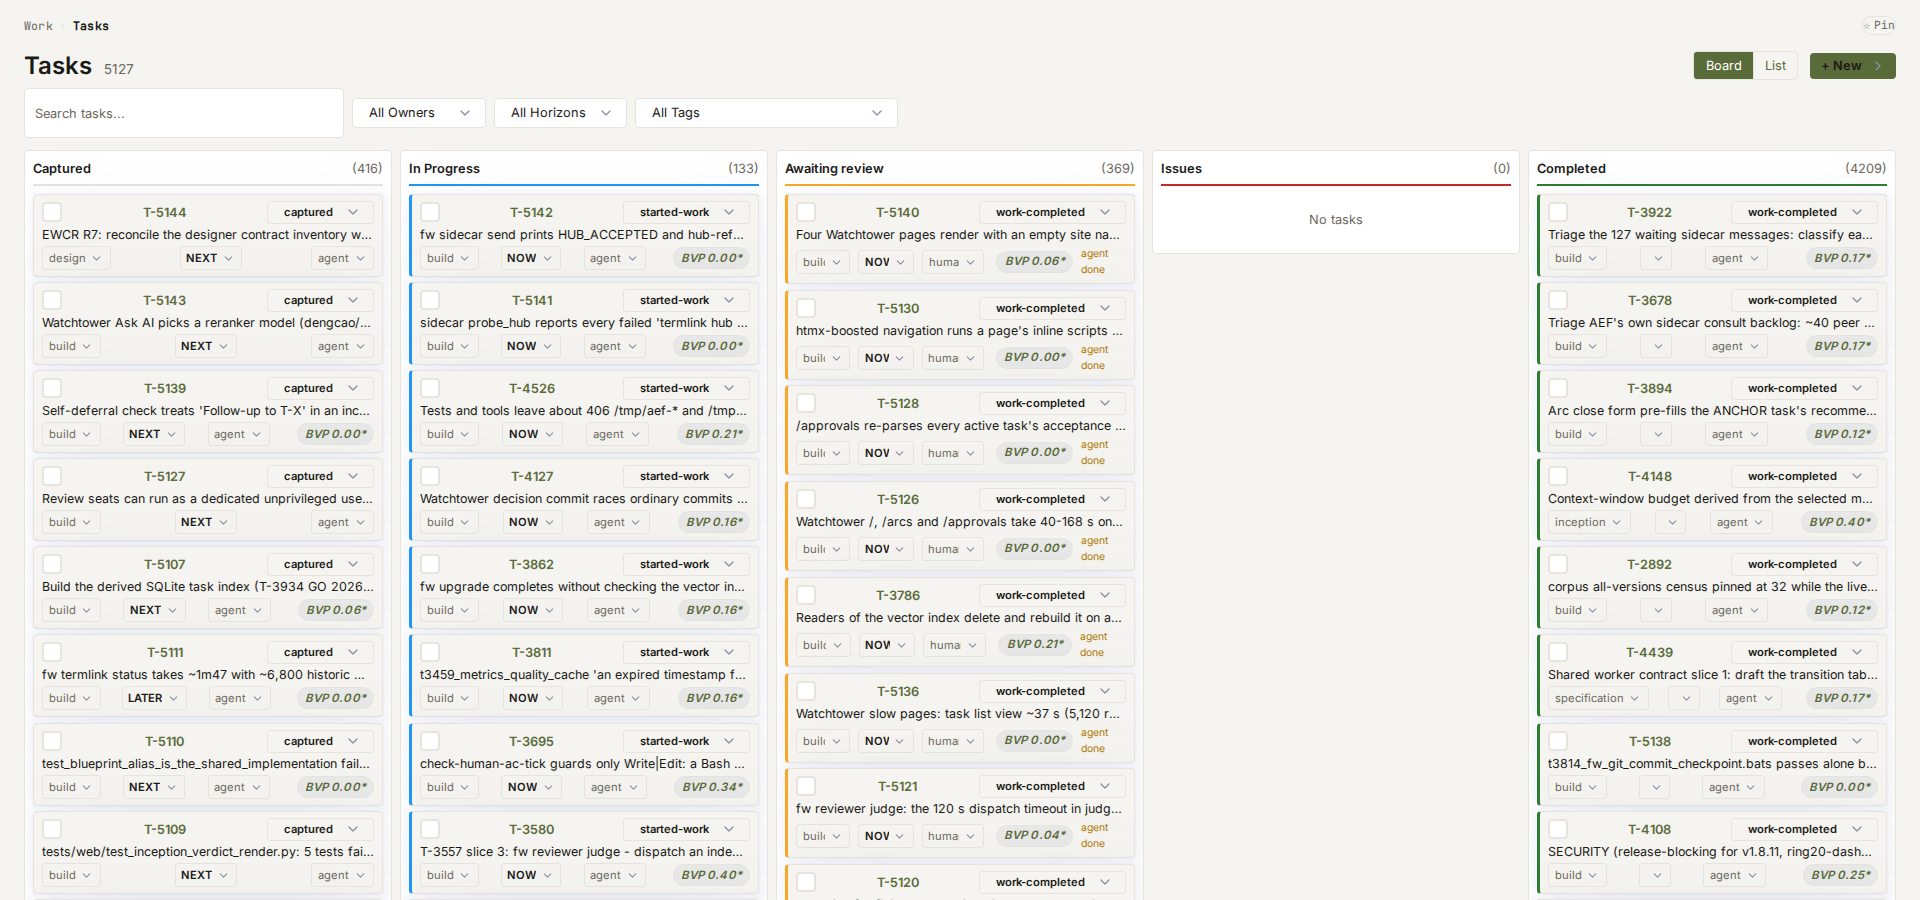 Work › Tasks
☆ Pin
Tasks 5127
Board List
+ New
Search tasks...
All Owners
All Horizons
All Tags
Captured (416)
T-5144 captured
EWCR R7: reconcile the designer contract inventory w...
design NEXT agent
T-5143 captured
Watchtower Ask AI picks a reranker model (dengcao/...
build NEXT agent
T-5139 captured
Self-deferral check treats 'Follow-up to T-X' in an inc...
build NEXT agent BVP 0.00*
T-5127 captured
Review seats can run as a dedicated unprivileged use...
build NEXT agent
T-5107 captured
Build the derived SQLite task index (T-3934 GO 2026...
build NEXT agent BVP 0.06*
T-5111 captured
fw termlink status takes ~1m47 with ~6,800 historic ...
build LATER agent BVP 0.00*
T-5110 captured
test_blueprint_alias_is_the_shared_implementation fail...
build NEXT agent BVP 0.00*
T-5109 captured
tests/web/test_inception_verdict_render.py: 5 tests fai...
build NEXT agent
In Progress (133)
T-5142 started-work
fw sidecar send prints HUB_ACCEPTED and hub-ref...
build NOW agent BVP 0.00*
T-5141 started-work
sidecar probe_hub reports every failed 'termlink hub ...
build NOW agent BVP 0.00*
T-4526 started-work
Tests and tools leave about 406 /tmp/aef-* and /tmp...
build NOW agent BVP 0.21*
T-4127 started-work
Watchtower decision commit races ordinary commits ...
build NOW agent BVP 0.16*
T-3862 started-work
fw upgrade completes without checking the vector in...
build NOW agent BVP 0.16*
T-3811 started-work
t3459_metrics_quality_cache 'an expired timestamp f...
build NOW agent BVP 0.16*
T-3695 started-work
check-human-ac-tick guards only Write|Edit: a Bash ...
build NOW agent BVP 0.34*
T-3580 started-work
T-3557 slice 3: fw reviewer judge - dispatch an inde...
build NOW agent BVP 0.40*
Awaiting review (369)
T-5140 work-completed
Four Watchtower pages render with an empty site na...
build NOW huma BVP 0.06* agent done
T-5130 work-completed
htmx-boosted navigation runs a page's inline scripts ...
build NOW huma BVP 0.00* agent done
T-5128 work-completed
/approvals re-parses every active task's acceptance ...
build NOW huma BVP 0.00* agent done
T-5126 work-completed
Watchtower /, /arcs and /approvals take 40-168 s on...
build NOW huma BVP 0.00* agent done
T-3786 work-completed
Readers of the vector index delete and rebuild it on a...
build NOW huma BVP 0.21* agent done
T-5136 work-completed
Watchtower slow pages: task list view ~37 s (5,120 r...
build NOW huma BVP 0.00* agent done
T-5121 work-completed
fw reviewer judge: the 120 s dispatch timeout in judg...
build NOW huma BVP 0.04* agent done
T-5120 work-completed
Issues (0)
No tasks
Completed (4209)
T-3922 work-completed
Triage the 127 waiting sidecar messages: classify ea...
build agent BVP 0.17*
T-3678 work-completed
Triage AEF's own sidecar consult backlog: ~40 peer ...
build agent BVP 0.17*
T-3894 work-completed
Arc close form pre-fills the ANCHOR task's recomme...
build agent BVP 0.12*
T-4148 work-completed
Context-window budget derived from the selected m...
inception agent BVP 0.40*
T-2892 work-completed
corpus all-versions census pinned at 32 while the live...
build agent BVP 0.12*
T-4439 work-completed
Shared worker contract slice 1: draft the transition tab...
specification agent BVP 0.17*
T-5138 work-completed
t3814_fw_git_commit_checkpoint.bats passes alone b...
build agent BVP 0.00*
T-4108 work-completed
SECURITY (release-blocking for v1.8.11, ring20-dash...
build agent BVP 0.25*